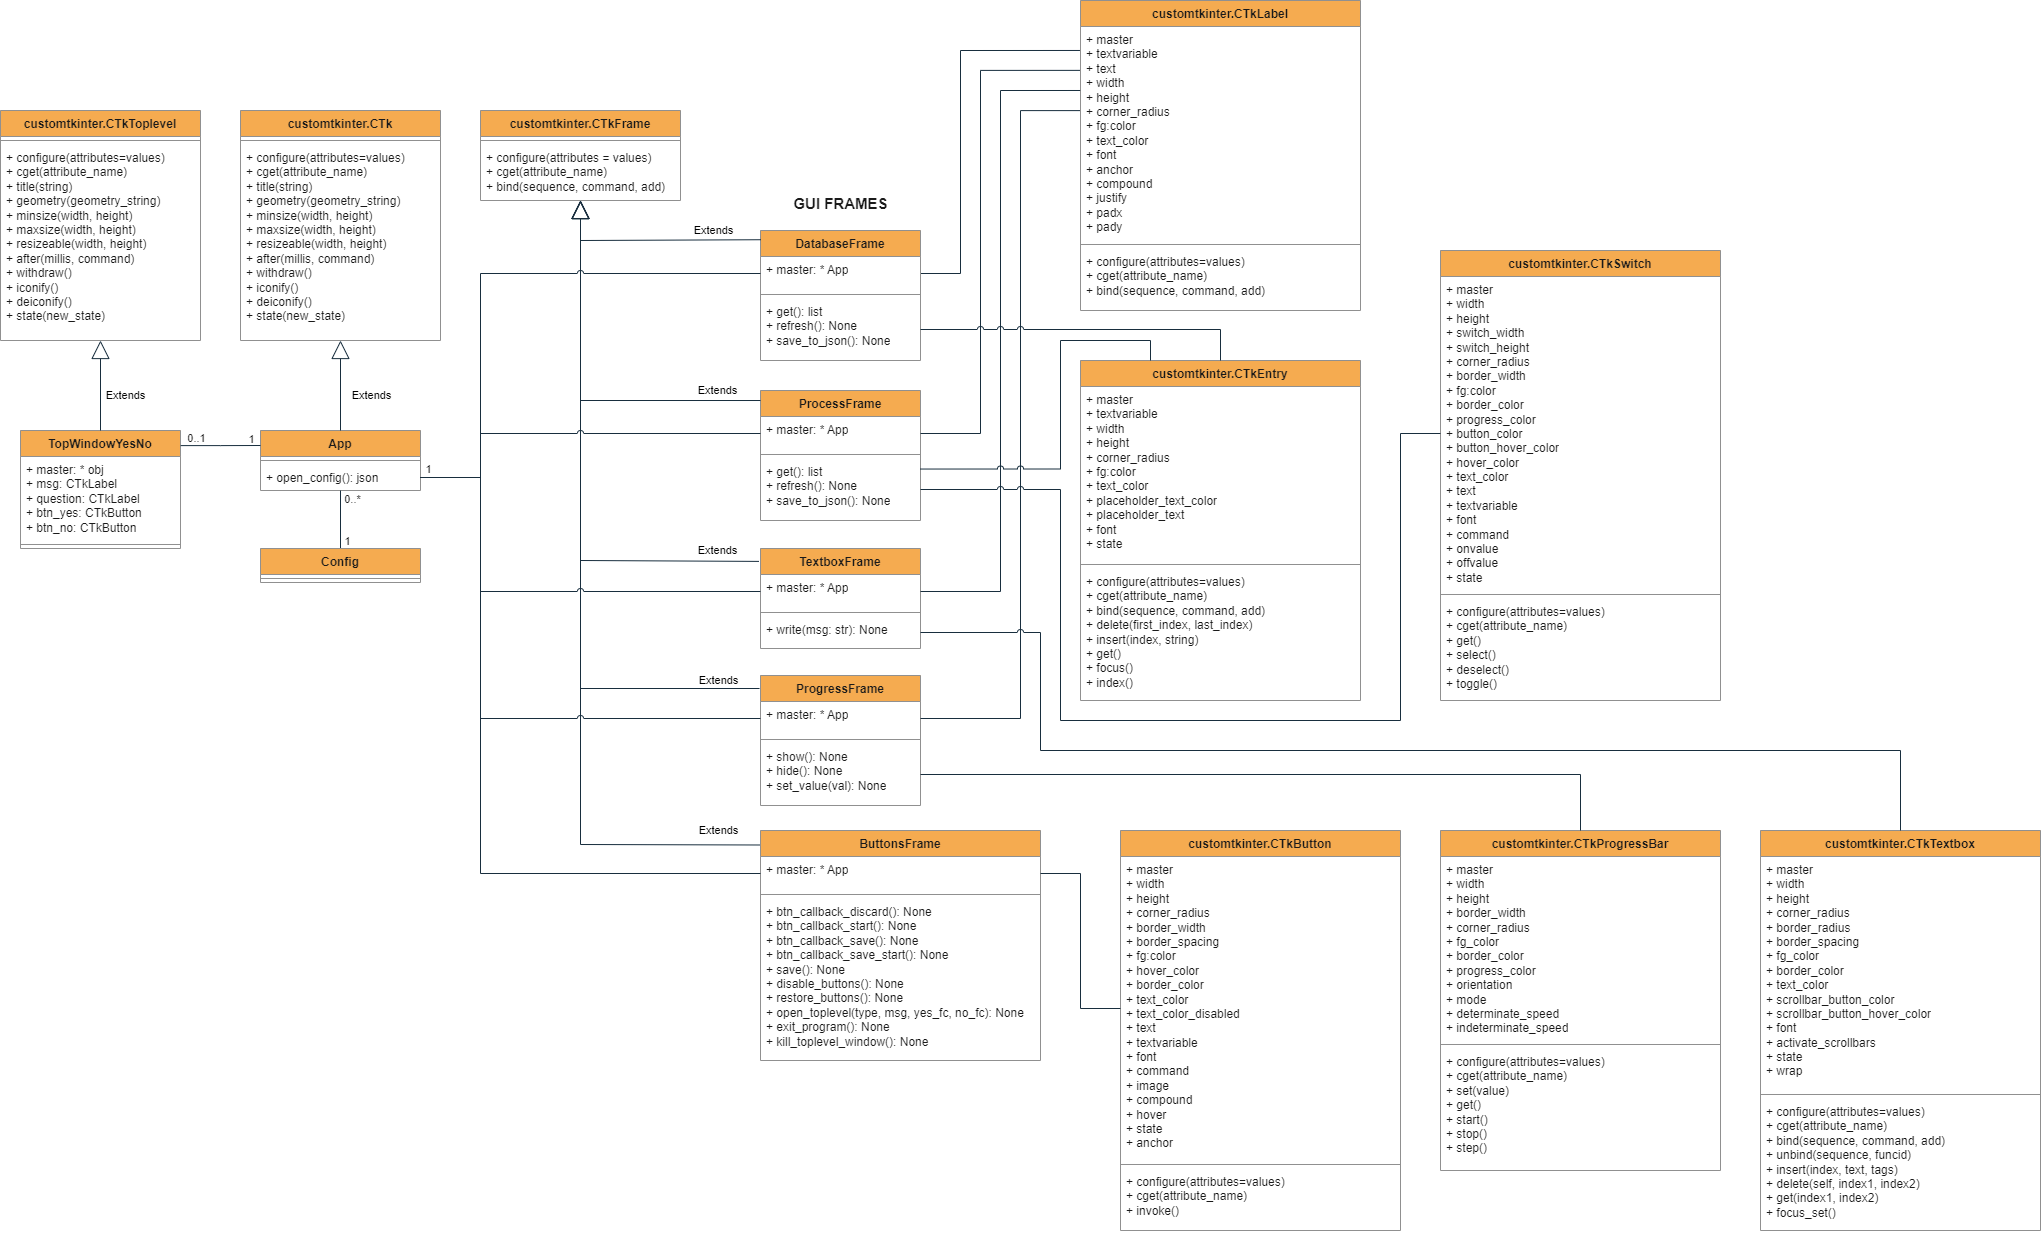 customtkinter.CTkToplevel
+ configure(attributes=values)
+ cget(attribute_name)
+ title(string)
+ geometry(geometry_string)
+ minsize(width, height)
+ maxsize(width, height)
+ resizeable(width, height)
+ after(millis, command)
+ withdraw()
+ iconify()
+ deiconify()
+ state(new_state)
Extends
TopWindowYesNo
+ master: * obj
+ msg: CTkLabel
+ question: CTkLabel
+ btn_yes: CTkButton
+ btn_no: CTkButton
0..1
1
customtkinter.CTk
+ configure(attributes=values)
+ cget(attribute_name)
+ title(string)
+ geometry(geometry_string)
+ minsize(width, height)
+ maxsize(width, height)
+ resizeable(width, height)
+ after(millis, command)
+ withdraw()
+ iconify()
+ deiconify()
+ state(new_state)
Extends
App
+ open_config(): json
1
0..*
1
Config
customtkinter.CTkFrame
+ configure(attributes = values)
+ cget(attribute_name)
+ bind(sequence, command, add)
GUI FRAMES
Extends
DatabaseFrame
+ master: * App
+ get(): list
+ refresh(): None
+ save_to_json(): None
Extends
ProcessFrame
+ master: * App
+ get(): list
+ refresh(): None
+ save_to_json(): None
Extends
TextboxFrame
+ master: * App
+ write(msg: str): None
Extends
ProgressFrame
+ master: * App
+ show(): None
+ hide(): None
+ set_value(val): None
Extends
ButtonsFrame
+ master: * App
+ btn_callback_discard(): None
+ btn_callback_start(): None
+ btn_callback_save(): None
+ btn_callback_save_start(): None
+ save(): None
+ disable_buttons(): None
+ restore_buttons(): None
+ open_toplevel(type, msg, yes_fc, no_fc): None
+ exit_program(): None
+ kill_toplevel_window(): None
customtkinter.CTkLabel
+ master
+ textvariable
+ text
+ width
+ height
+ corner_radius
+ fg:color
+ text_color
+ font
+ anchor
+ compound
+ justify
+ padx
+ pady
+ configure(attributes=values)
+ cget(attribute_name)
+ bind(sequence, command, add)
customtkinter.CTkEntry
+ master
+ textvariable
+ width
+ height
+ corner_radius
+ fg:color
+ text_color
+ placeholder_text_color
+ placeholder_text
+ font
+ state
+ configure(attributes=values)
+ cget(attribute_name)
+ bind(sequence, command, add)
+ delete(first_index, last_index)
+ insert(index, string)
+ get()
+ focus()
+ index()
customtkinter.CTkSwitch
+ master
+ width
+ height
+ switch_width
+ switch_height
+ corner_radius
+ border_width
+ fg:color
+ border_color
+ progress_color
+ button_color
+ button_hover_color
+ hover_color
+ text_color
+ text
+ textvariable
+ font
+ command
+ onvalue
+ offvalue
+ state
+ configure(attributes=values)
+ cget(attribute_name)
+ get()
+ select()
+ deselect()
+ toggle()
customtkinter.CTkButton
+ master
+ width
+ height
+ corner_radius
+ border_width
+ border_spacing
+ fg:color
+ hover_color
+ border_color
+ text_color
+ text_color_disabled
+ text
+ textvariable
+ font
+ command
+ image
+ compound
+ hover
+ state
+ anchor
+ configure(attributes=values)
+ cget(attribute_name)
+ invoke()
customtkinter.CTkProgressBar
+ master
+ width
+ height
+ border_width
+ corner_radius
+ fg_color
+ border_color
+ progress_color
+ orientation
+ mode
+ determinate_speed
+ indeterminate_speed
+ configure(attributes=values)
+ cget(attribute_name)
+ set(value)
+ get()
+ start()
+ stop()
+ step()
customtkinter.CTkTextbox
+ master
+ width
+ height
+ corner_radius
+ border_radius
+ border_spacing
+ fg_color
+ border_color
+ text_color
+ scrollbar_button_color
+ scrollbar_button_hover_color
+ font
+ activate_scrollbars
+ state
+ wrap
+ configure(attributes=values)
+ cget(attribute_name)
+ bind(sequence, command, add)
+ unbind(sequence, funcid)
+ insert(index, text, tags)
+ delete(self, index1, index2)
+ get(index1, index2)
+ focus_set()